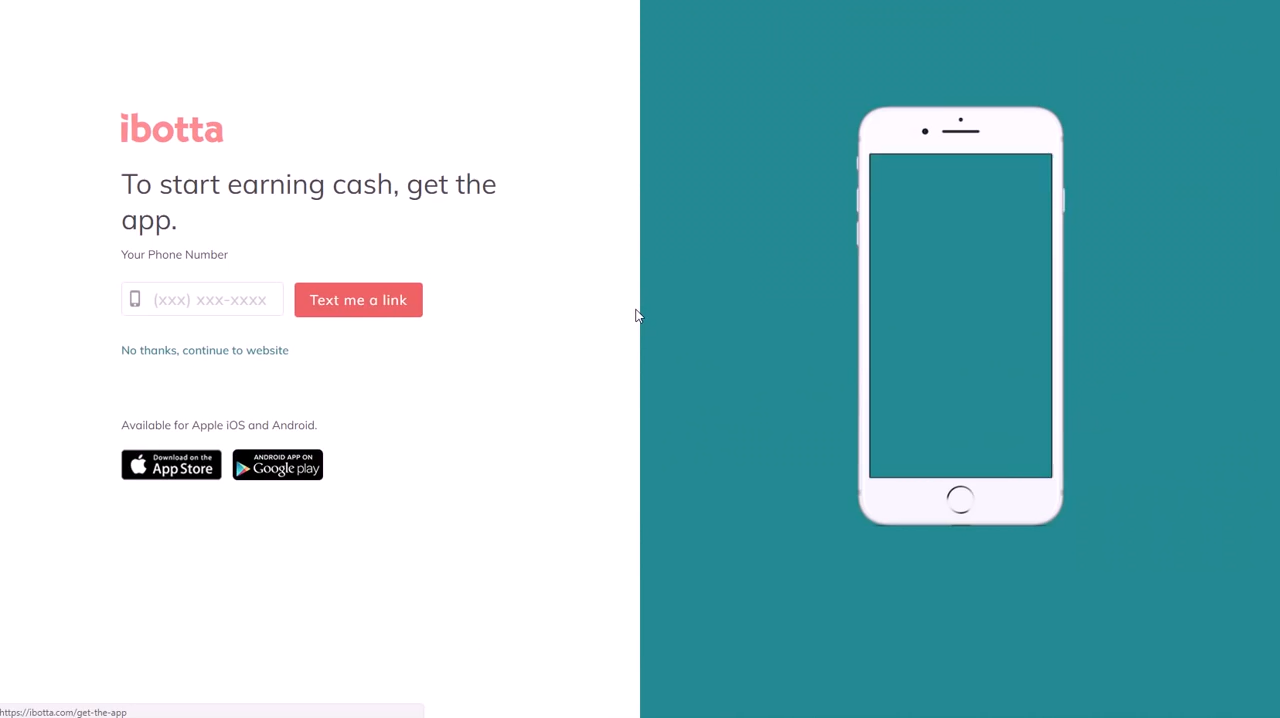 ibotta
To start earning cash, get the
app.
Your Phone Number
(xxx) xxx-xxxx
Text me a link
No thanks, continue to website
Available for Apple iOS and Android.
Download on the
App Store
ANDROID APP ON
Google play
https://ibotta.com/get-the-app